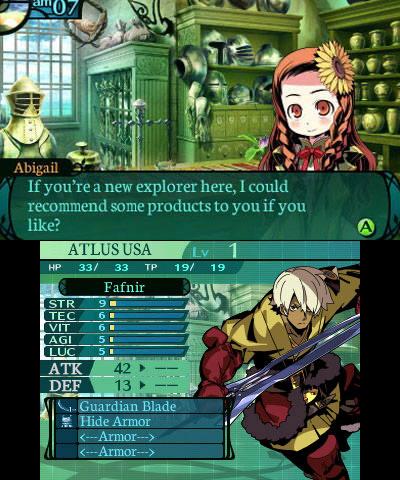 am07
Abigail
If you're a new explorer here, I could
recommend some products to you if you
like?
A
ATLUS USA Lv 1
HP 33/ 33 TP 19/ 19
Fafnir
STR 9
TEC 6
VIT 6
AGI 5
LUC 5
ATK 42 ▶ --
DEF 13 ▶ --
Guardian Blade
Hide Armor
<---Armor--->
<---Armor--->